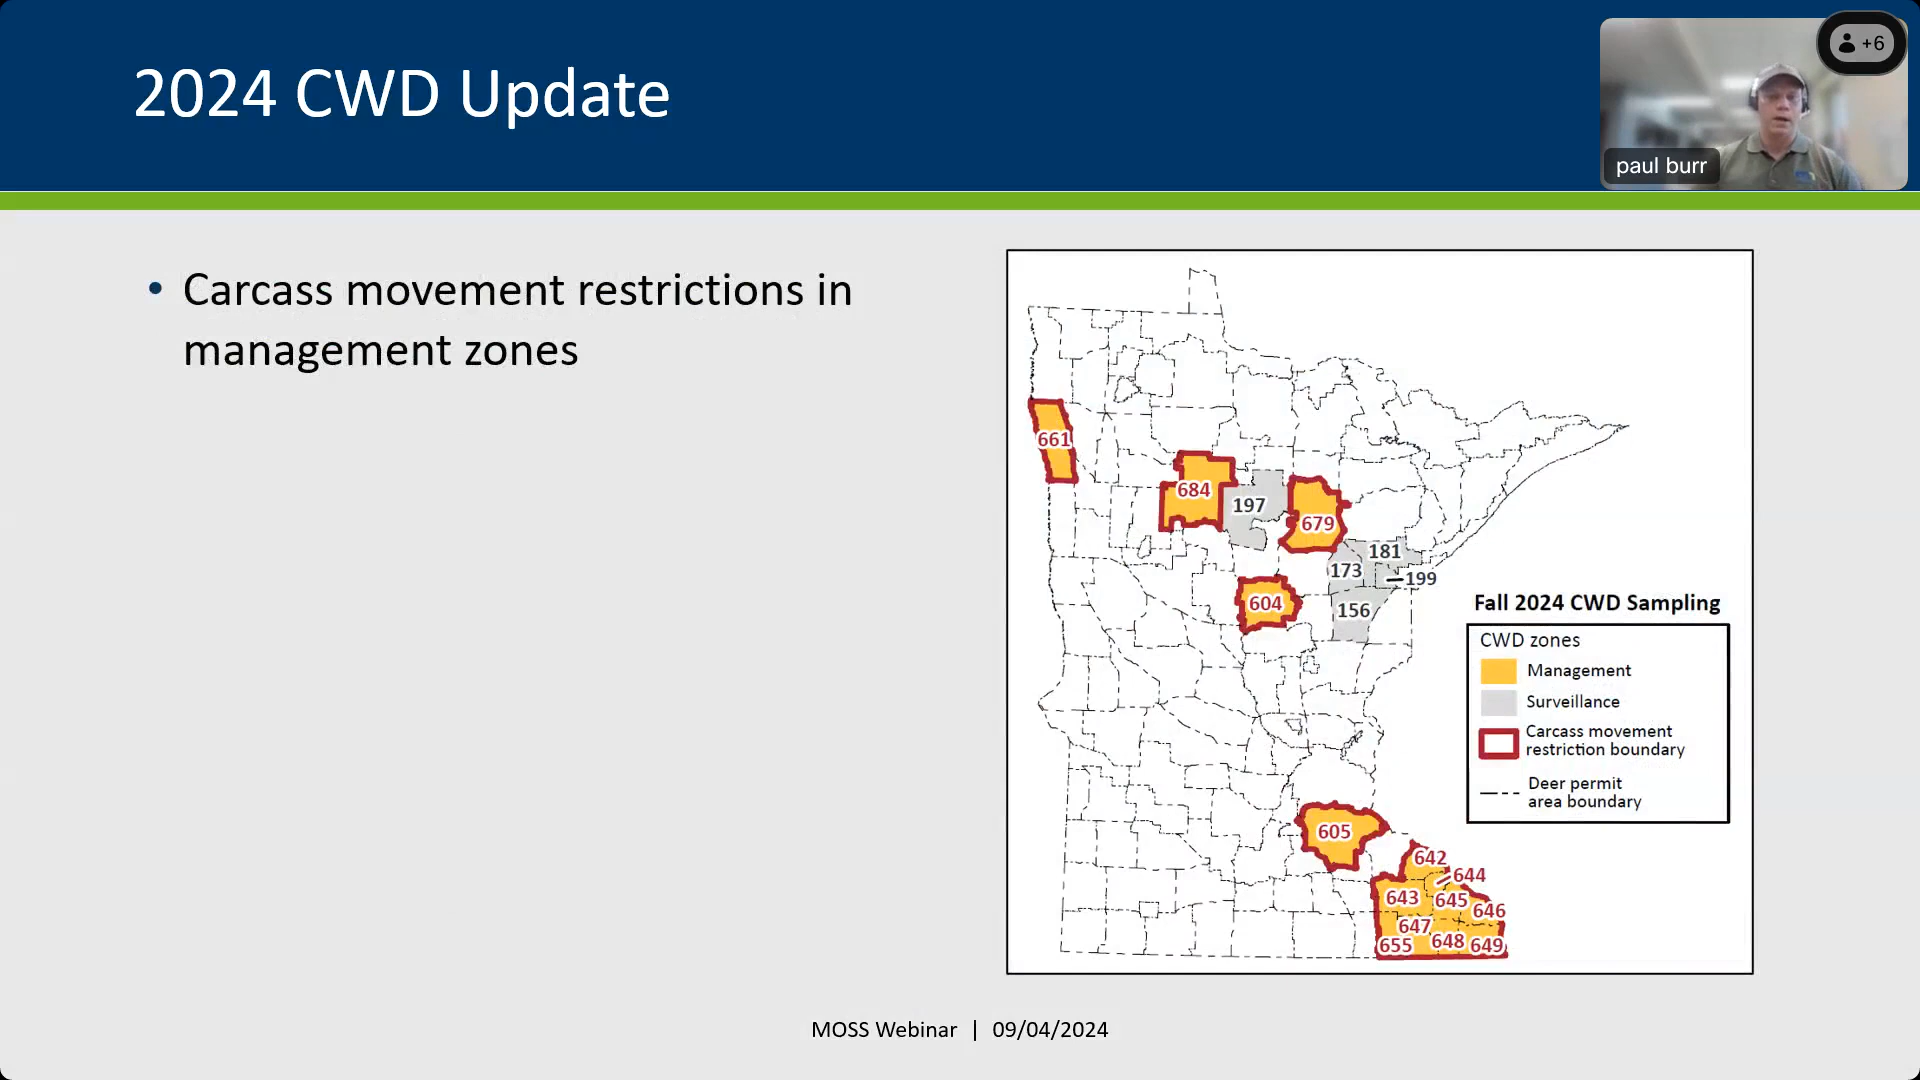 2024 CWD Update
+6
paul burr
• Carcass movement restrictions in
management zones
661
684
197
679
181
173
199
604
156
Fall 2024 CWD Sampling
CWD zones
Management
Surveillance
Carcass movement
restriction boundary
Deer permit
area boundary
605
642
644
643
645
646
647
655
648
649
MOSS Webinar | 09/04/2024